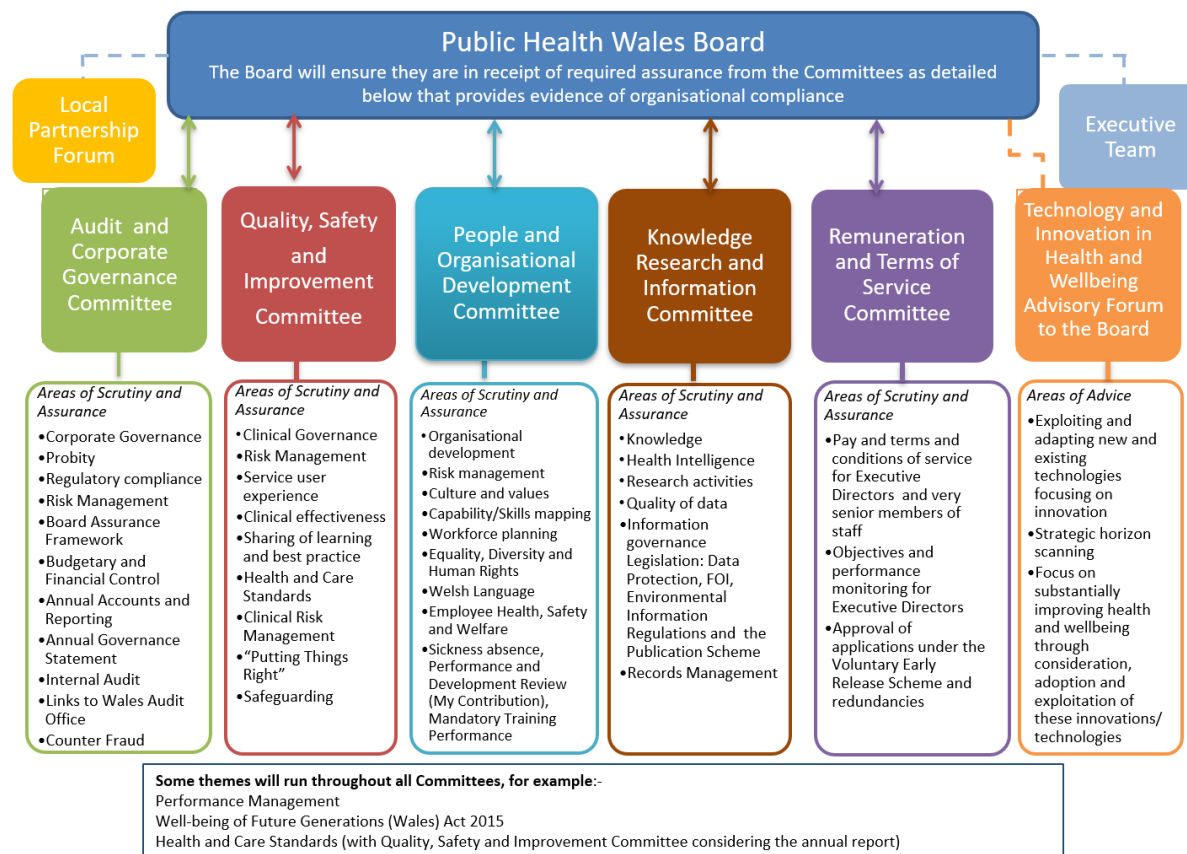 Public Health Wales Board
The Board will ensure they are in receipt of required assurance from the Committees as detailed
below that provides evidence of organisational compliance
Local
Partnership
Forum
Executive
Team
Audit and
Corporate
Governance
Committee
Quality, Safety
and
Improvement
Committee
People and
Organisational
Development
Committee
Knowledge
Research and
Information
Committee
Remuneration
and Terms of
Service
Committee
Technology and
Innovation in
Health and
Wellbeing
Advisory Forum
to the Board
Areas of Scrutiny and
Assurance
•Corporate Governance
•Probity
•Regulatory compliance
•Risk Management
•Board Assurance
Framework
•Budgetary and
Financial Control
•Annual Accounts and
Reporting
•Annual Governance
Statement
•Internal Audit
•Links to Wales Audit
Office
•Counter Fraud
Areas of Scrutiny and
Assurance
•Clinical Governance
•Risk Management
•Service user
experience
•Clinical effectiveness
•Sharing of learning
and best practice
•Health and Care
Standards
•Clinical Risk
Management
•“Putting Things
Right”
•Safeguarding
Areas of Scrutiny and
Assurance
•Organisational
development
•Risk management
•Culture and values
•Capability/Skills mapping
•Workforce planning
•Equality, Diversity and
Human Rights
•Welsh Language
•Employee Health, Safety
and Welfare
•Sickness absence,
Performance and
Development Review
(My Contribution),
Mandatory Training
Performance
Areas of Scrutiny and
Assurance
•Knowledge
•Health Intelligence
•Research activities
•Quality of data
•Information
governance
Legislation: Data
Protection, FOI,
Environmental
Information
Regulations and the
Publication Scheme
•Records Management
Areas of Scrutiny and
Assurance
•Pay and terms and
conditions of service
for Executive
Directors and very
senior members of
staff
•Objectives and
performance
monitoring for
Executive Directors
•Approval of
applications under the
Voluntary Early
Release Scheme and
redundancies
Areas of Advice
•Exploiting and
adapting new and
existing
technologies
focusing on
innovation
•Strategic horizon
scanning
•Focus on
substantially
improving health
and wellbeing
through
consideration,
adoption and
exploitation of
these innovations/
technologies
Some themes will run throughout all Committees, for example:-
Performance Management
Well-being of Future Generations (Wales) Act 2015
Health and Care Standards (with Quality, Safety and Improvement Committee considering the annual report)